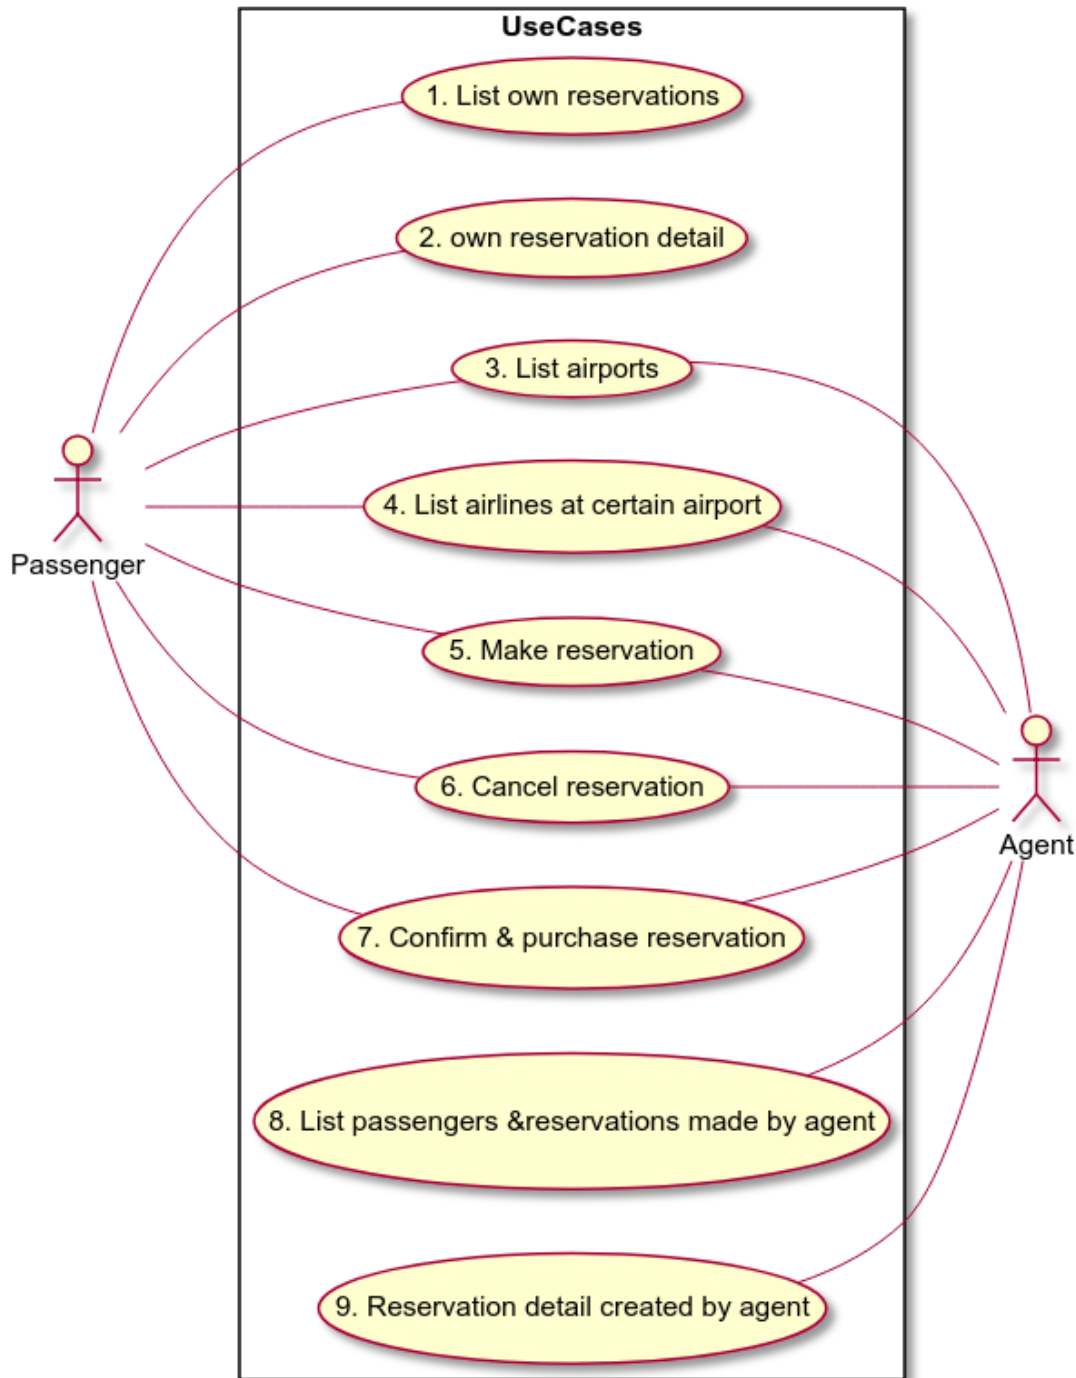 UseCases
1. List own reservations
2. own reservation detail
3. List airports
4. List airlines at certain airport
Passenger
5. Make reservation
6. Cancel reservation
Agent
7. Confirm & purchase reservation
8. List passengers &reservations made by agent
9. Reservation detail created by agent